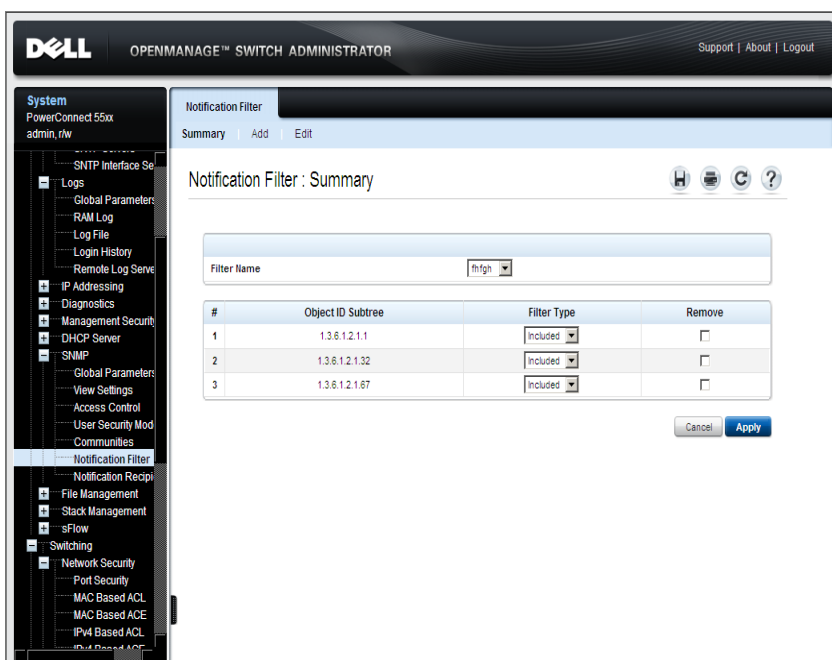 DELL OPENMANAGE™ SWITCH ADMINISTRATOR Support | About | Logout
System
PowerConnect 55xx
admin, r/w
SNTP Interface Se
Logs
Global Parameters
RAM Log
Log File
Login History
Remote Log Serve
IP Addressing
Diagnostics
Management Security
DHCP Server
SNMP
Global Parameters
View Settings
Access Control
User Security Mod
Communities
Notification Filter
Notification Recipi
File Management
Stack Management
sFlow
Switching
Network Security
Port Security
MAC Based ACL
MAC Based ACE
IPv4 Based ACL
Notification Filter
Summary | Add | Edit
Notification Filter : Summary
Filter Name fhfgh
# Object ID Subtree Filter Type Remove
1 1.3.6.1.2.1.1 Included
2 1.3.6.1.2.1.32 Included
3 1.3.6.1.2.1.67 Included
Cancel Apply